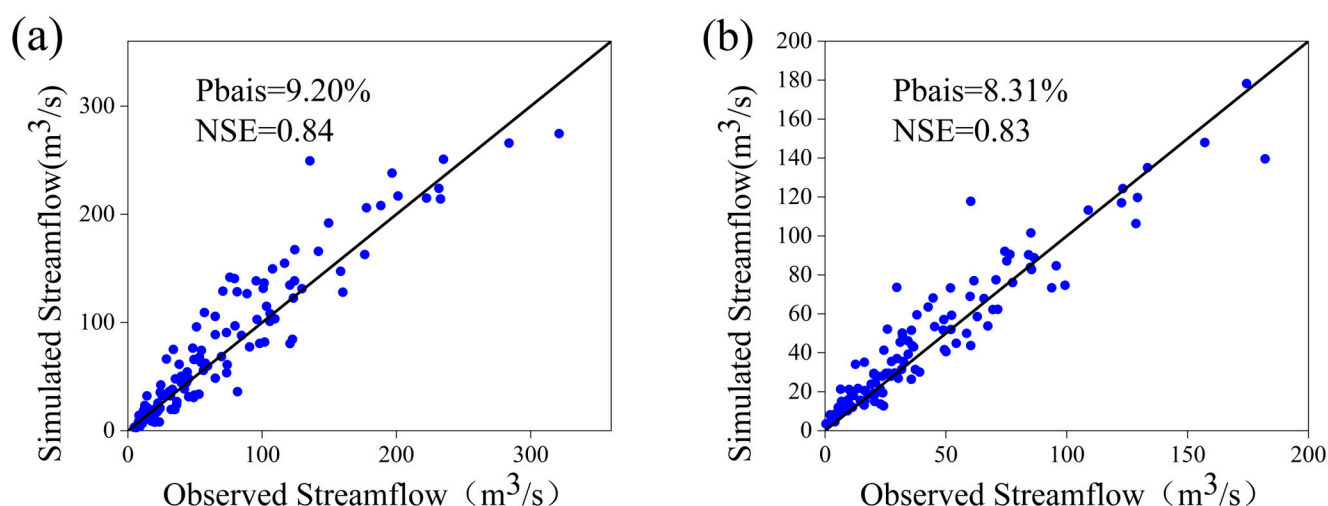 (a)
Pbais=9.20%
NSE=0.84
Simulated Streamflow(m³/s)
300
200
100
0
0 100 200 300
Observed Streamflow（m³/s）
(b)
Pbais=8.31%
NSE=0.83
Simulated Streamflow(m³/s)
200
180
160
140
120
100
80
60
40
20
0
0 50 100 150 200
Observed Streamflow（m³/s）